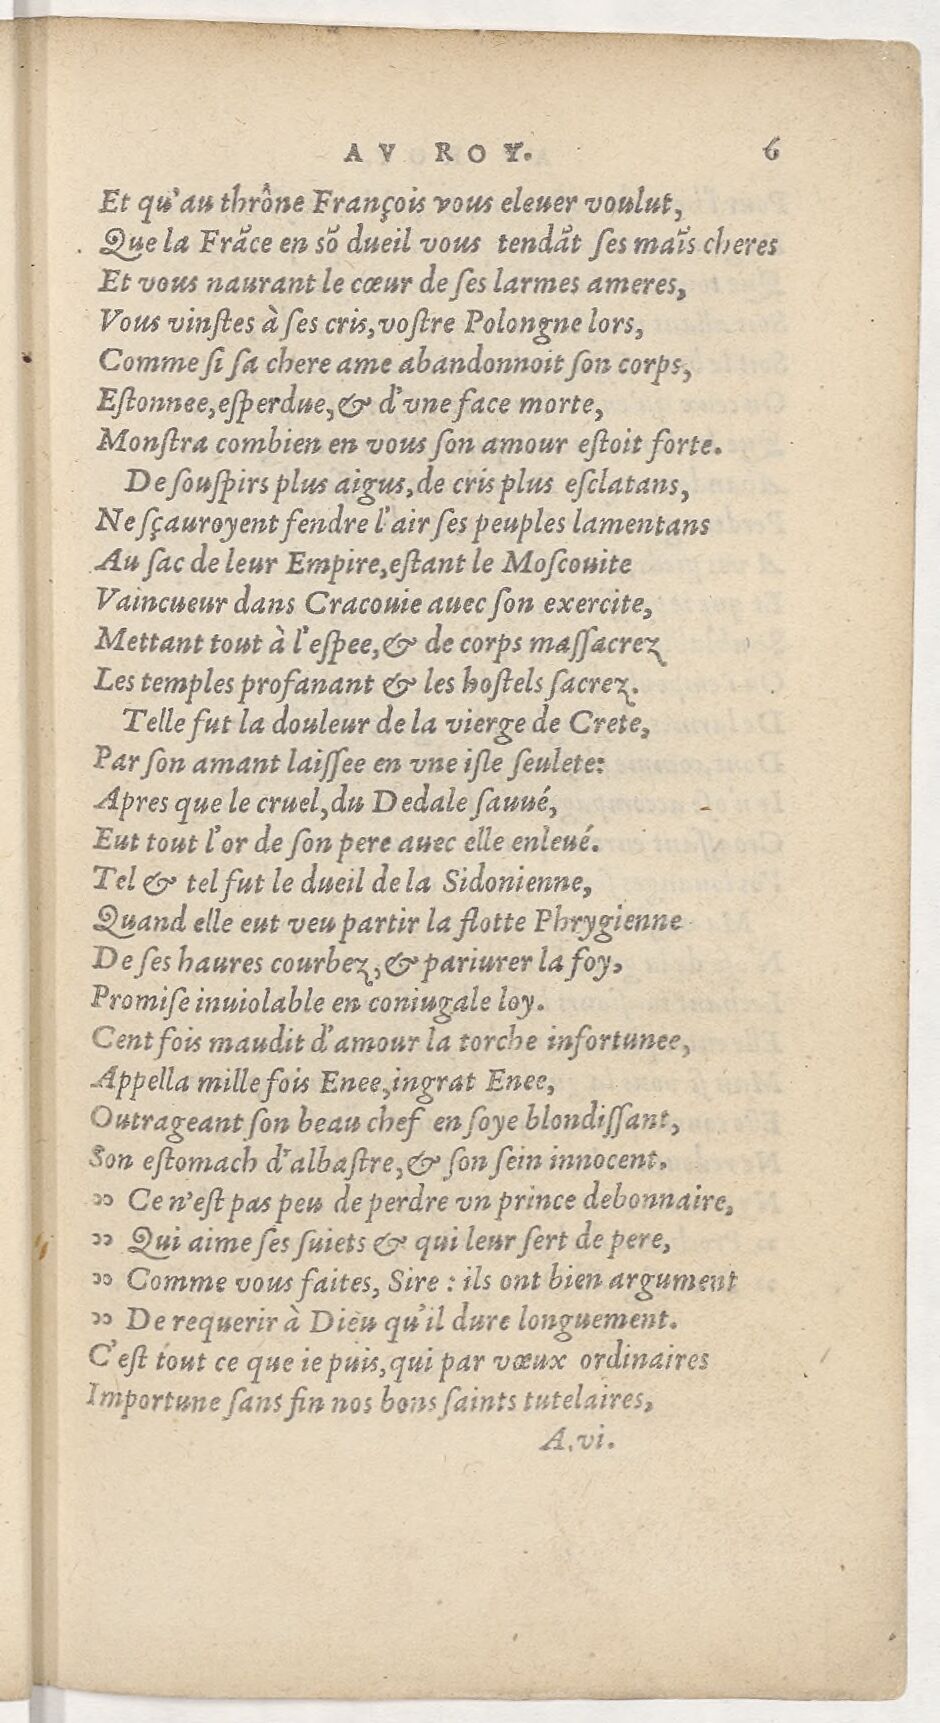 AV ROY. 6
Et qu'au thrône François vous eleuer voulut,
Que la Frãce en sõ dueil vous tendãt ses maĩs cheres
Et vous naurant le cœur de ses larmes ameres,
Vous vinstes à ses cris, vostre Polongne lors,
Comme si sa chere ame abandonnoit son corps,
Estonnee, esperdue, & d'vne face morte,
Monstra combien en vous son amour estoit forte.
De souspirs plus aigus, de cris plus esclatans,
Ne sçauroyent fendre l'air ses peuples lamentans
Au sac de leur Empire, estant le Moscouite
Vaincueur dans Cracouie auec son exercite,
Mettant tout à l'espee, & de corps massacrez
Les temples profanant & les hostels sacrez.
Telle fut la douleur de la vierge de Crete,
Par son amant laissee en vne isle seulete:
Apres que le cruel, du Dedale sauué,
Eut tout l'or de son pere auec elle enleué.
Tel & tel fut le dueil de la Sidonienne,
Quand elle eut veu partir la flotte Phrygienne
De ses haures courbez, & pariurer la foy,
Promise inuiolable en coniugale loy.
Cent fois maudit d'amour la torche infortunee,
Appella mille fois Enee, ingrat Enee,
Outrageant son beau chef en soye blondissant,
Son estomach d'albastre, & son sein innocent.
„ Ce n'est pas peu de perdre vn prince debonnaire,
„ Qui aime ses suiets & qui leur sert de pere,
„ Comme vous faites, Sire : ils ont bien argument
„ De requerir à Dieu qu'il dure longuement.
C'est tout ce que ie puis, qui par vœux ordinaires
Importune sans fin nos bons saints tutelaires,
A.vi.